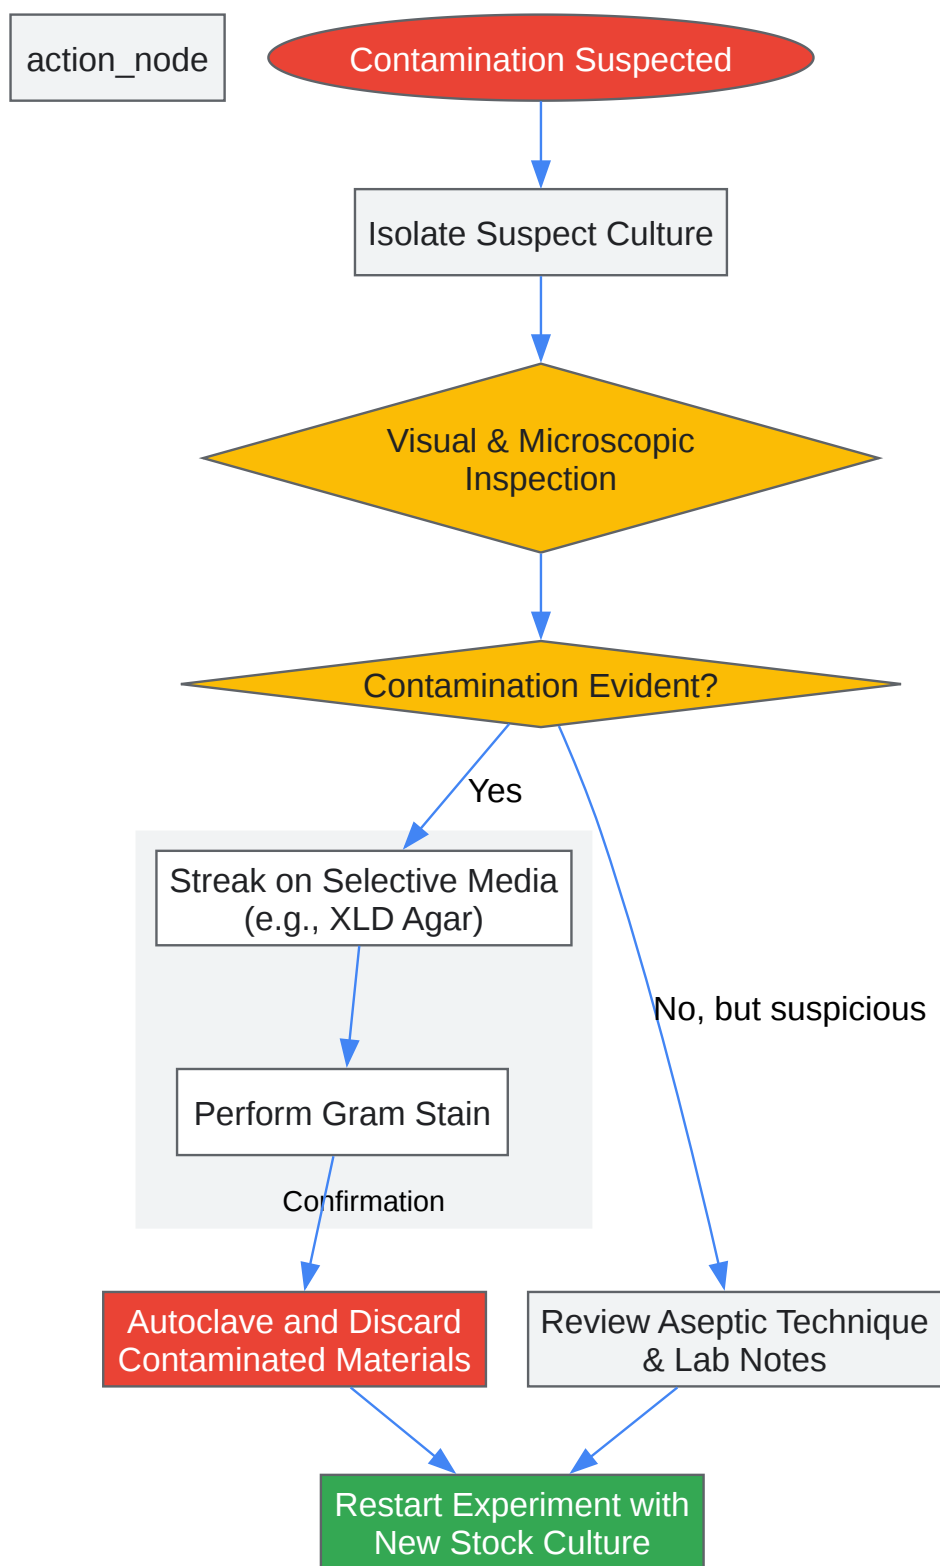 action_node
Contamination Suspected
Isolate Suspect Culture
Visual & Microscopic
Inspection
Contamination Evident?
Yes
Streak on Selective Media
(e.g., XLD Agar)
No, but suspicious
Perform Gram Stain
Confirmation
Autoclave and Discard
Contaminated Materials
Review Aseptic Technique
& Lab Notes
Restart Experiment with
New Stock Culture